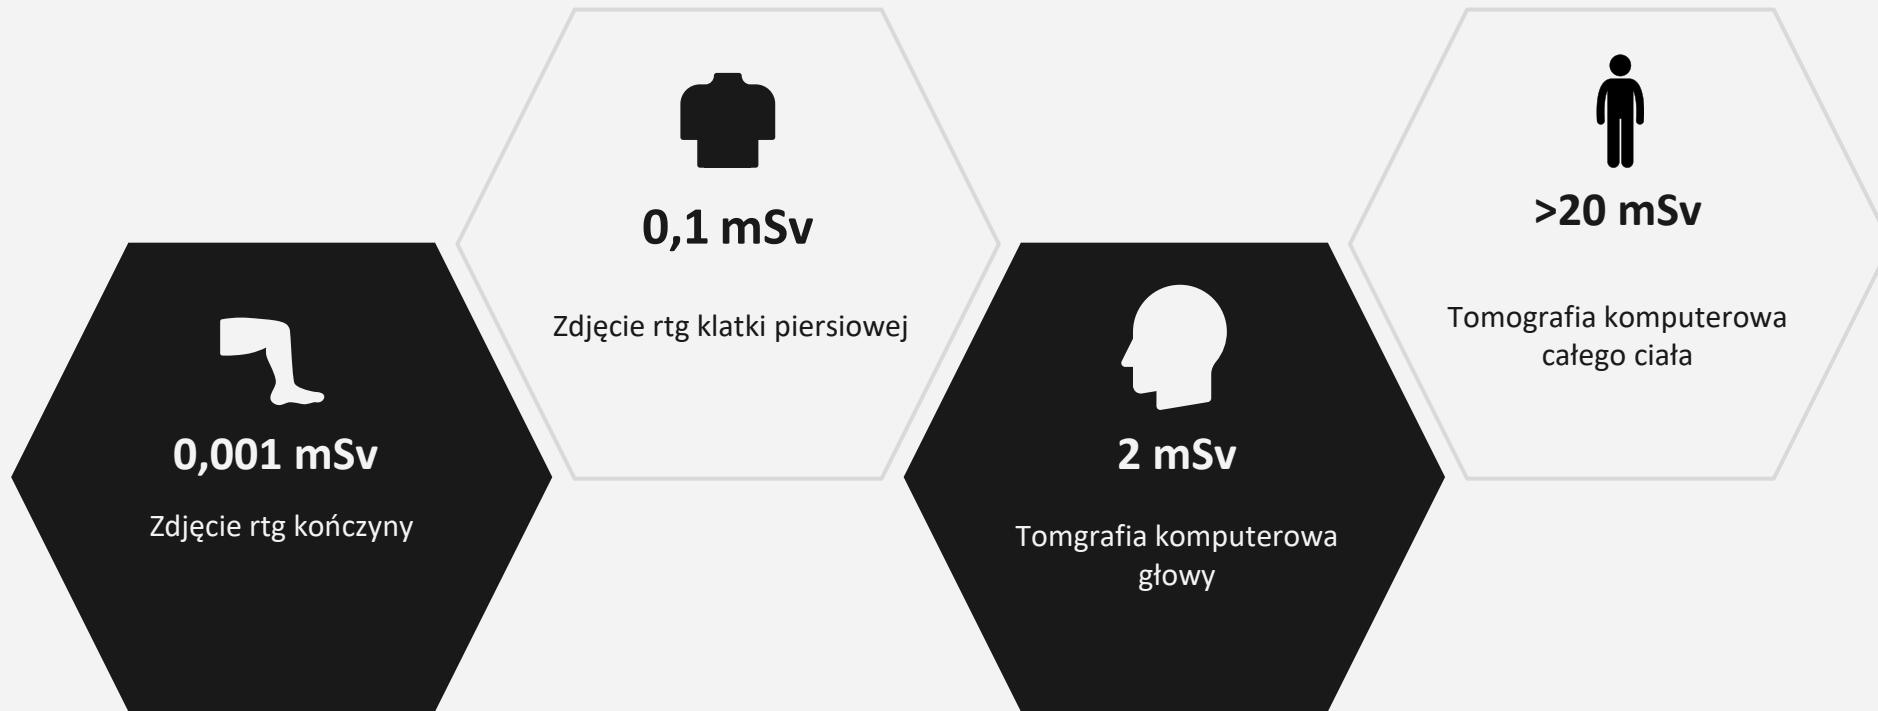 0,001 mSv
Zdjęcie rtg kończyny
0,1 mSv
Zdjęcie rtg klatki piersiowej
2 mSv
Tomgrafia komputerowa
głowy
>20 mSv
Tomografia komputerowa
całego ciała